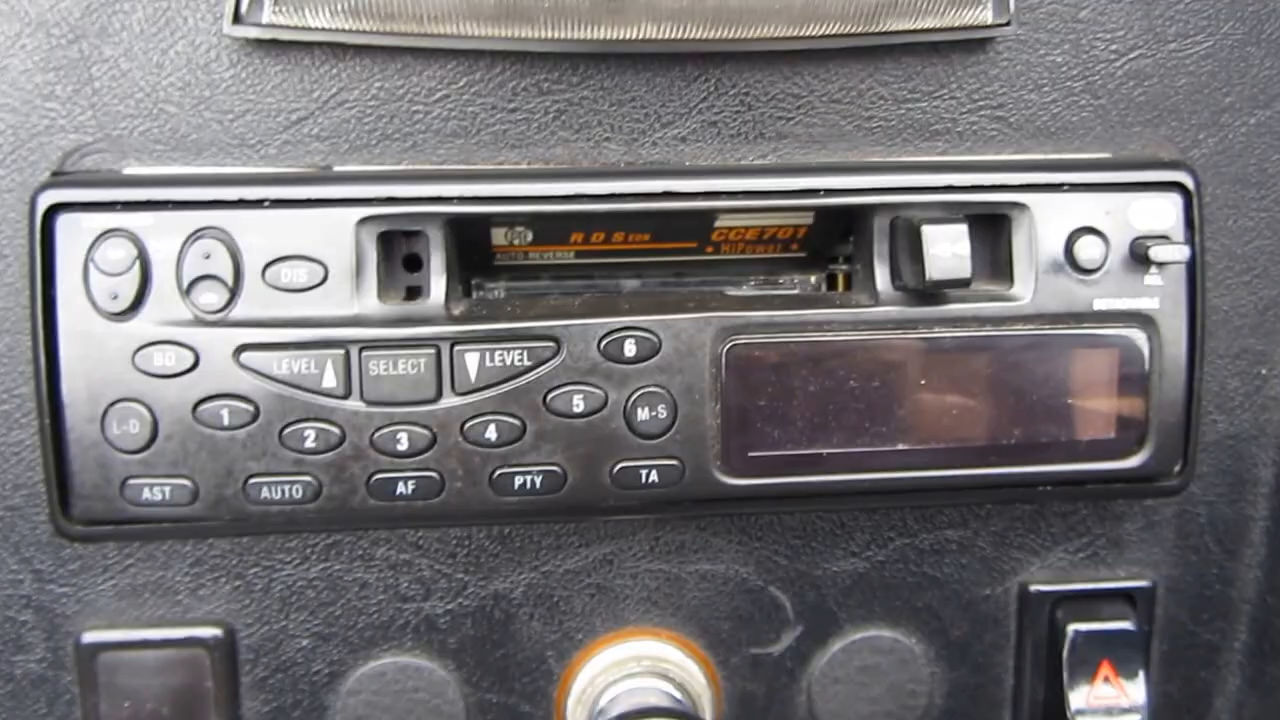 RDS EON
CCE701
AUTO-REVERSE
★ HiPower ★
DIS
BD
LEVEL
SELECT
LEVEL
6
L-D
1
2
3
4
5
M-S
AST
AUTO
AF
PTY
TA